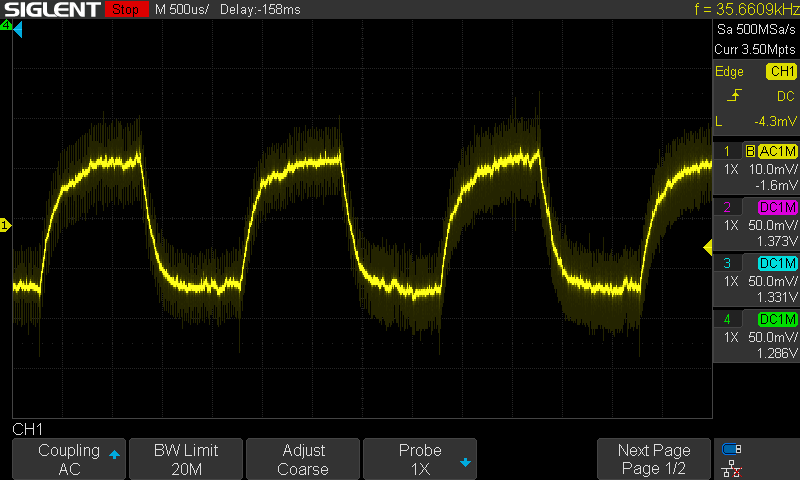 SIGLENT Stop M 500us/ Delay:-158ms f = 35.6609kHz
Sa 500MSa/s
Curr 3.50Mpts
Edge CH1
DC
L -4.3mV
1 B AC1M
1X 10.0mV/
-1.6mV
2 DC1M
1X 50.0mV/
1.373V
3 DC1M
1X 50.0mV/
1.331V
4 DC1M
1X 50.0mV/
1.286V
4
1
CH1
Coupling
AC
BW Limit
20M
Adjust
Coarse
Probe
1X
Next Page
Page 1/2